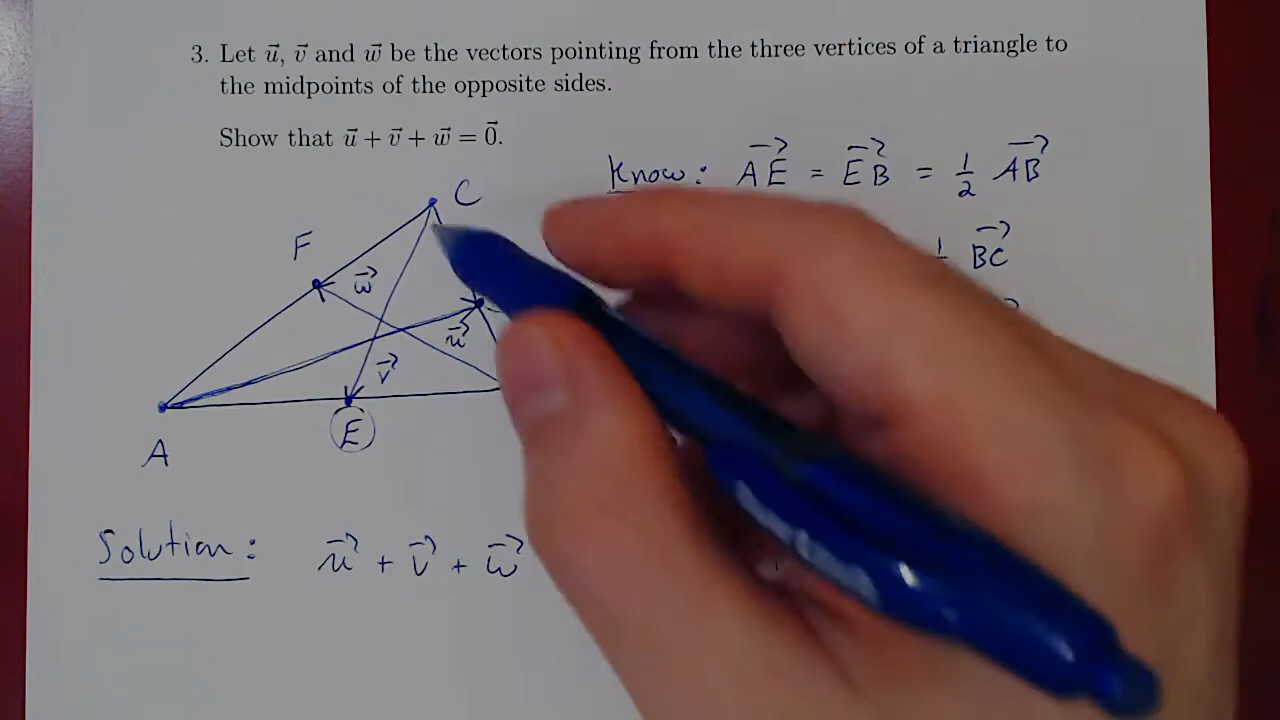 3. Let u⃗, v⃗ and w⃗ be the vectors pointing from the three vertices of a triangle to
the midpoints of the opposite sides.
Show that u⃗ + v⃗ + w⃗ = 0⃗.
Know: AE⃗ = EB⃗ = 1/2 AB⃗
BC⃗
C
F
w⃗
u⃗
v⃗
A
E
Solution: u⃗ + v⃗ + w⃗